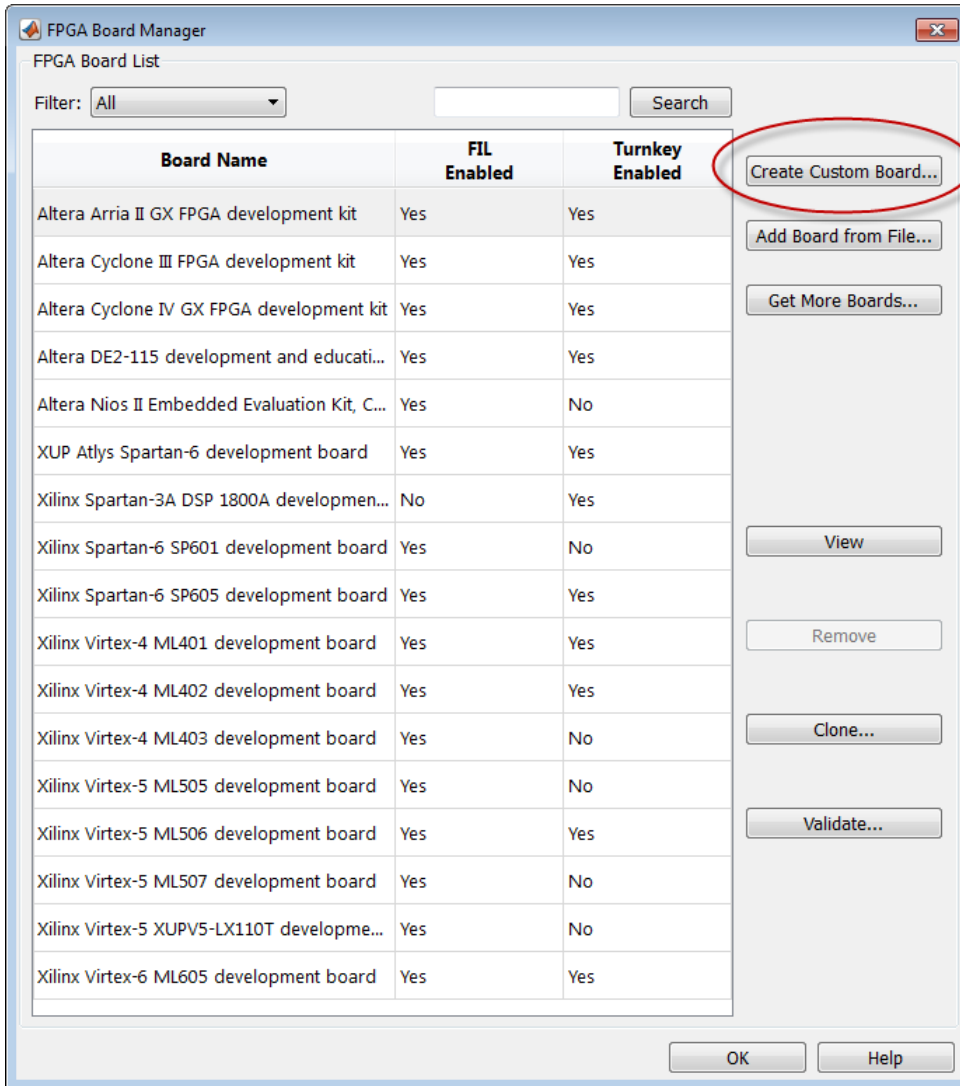 FPGA Board Manager
FPGA Board List
Filter: All Search
Board Name FIL Enabled Turnkey Enabled
Altera Arria II GX FPGA development kit Yes Yes
Altera Cyclone III FPGA development kit Yes Yes
Altera Cyclone IV GX FPGA development kit Yes Yes
Altera DE2-115 development and educati... Yes Yes
Altera Nios II Embedded Evaluation Kit, C... Yes No
XUP Atlys Spartan-6 development board Yes Yes
Xilinx Spartan-3A DSP 1800A developmen... No Yes
Xilinx Spartan-6 SP601 development board Yes No
Xilinx Spartan-6 SP605 development board Yes Yes
Xilinx Virtex-4 ML401 development board Yes Yes
Xilinx Virtex-4 ML402 development board Yes Yes
Xilinx Virtex-4 ML403 development board Yes No
Xilinx Virtex-5 ML505 development board Yes No
Xilinx Virtex-5 ML506 development board Yes Yes
Xilinx Virtex-5 ML507 development board Yes No
Xilinx Virtex-5 XUPV5-LX110T developme... Yes No
Xilinx Virtex-6 ML605 development board Yes Yes
Create Custom Board...
Add Board from File...
Get More Boards...
View
Remove
Clone...
Validate...
OK Help